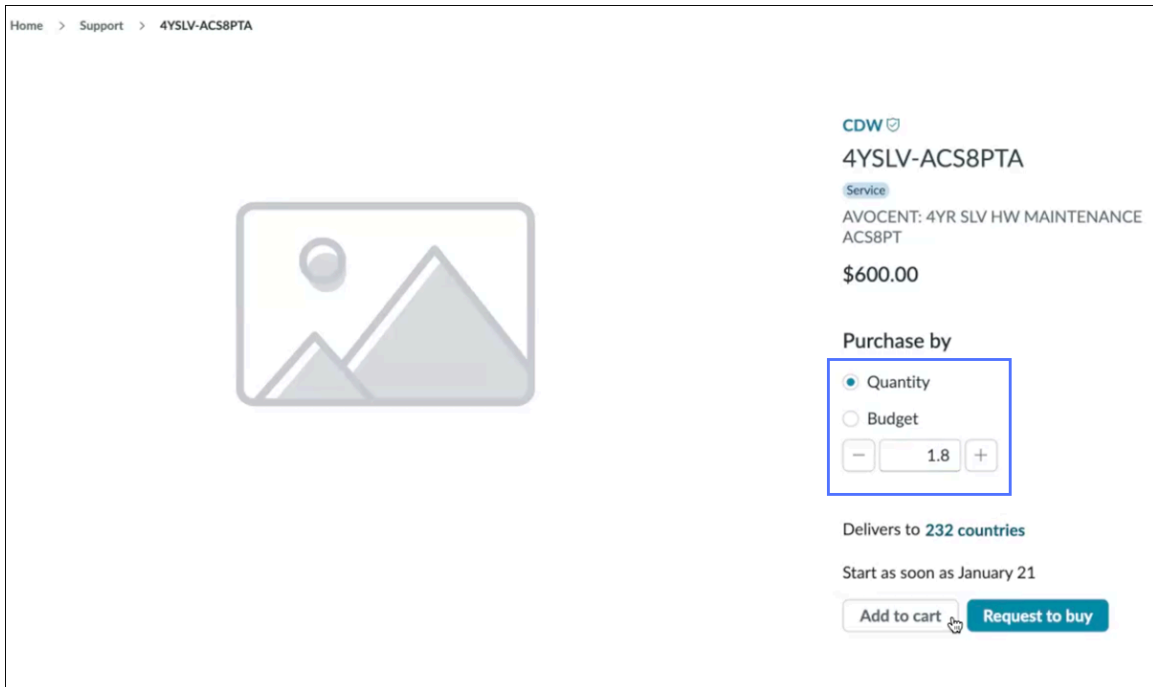 Home > Support > 4YSLV-ACS8PTA
CDW
4YSLV-ACS8PTA
Service
AVOCENT: 4YR SLV HW MAINTENANCE
ACS8PT
$600.00
Purchase by
Quantity
Budget
− 1.8 +
Delivers to 232 countries
Start as soon as January 21
Add to cart Request to buy